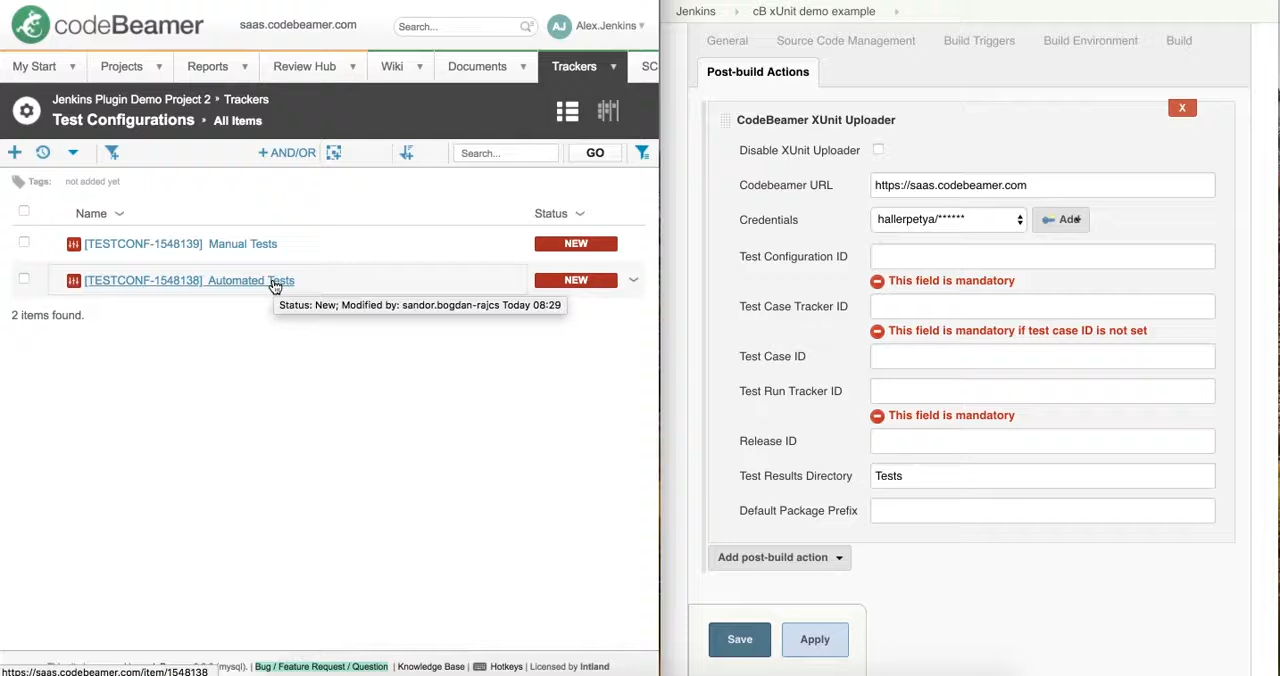 codeBeamer
saas.codebeamer.com
Search...
AJ
Alex.Jenkins
My Start
Projects
Reports
Review Hub
Wiki
Documents
Trackers
SC
Jenkins Plugin Demo Project 2 • Trackers
Test Configurations • All Items
+ AND/OR
Search...
GO
Tags: not added yet
Name
Status
[TESTCONF-1548139] Manual Tests
NEW
[TESTCONF-1548138] Automated Tests
NEW
Status: New; Modified by: sandor.bogdan-rajcs Today 08:29
2 items found.
(mysql). | Bug / Feature Request / Question | Knowledge Base | Hotkeys | Licensed by Intland
https://saas.codebeamer.com/item/1548138
Jenkins
cB xUnit demo example
General
Source Code Management
Build Triggers
Build Environment
Build
Post-build Actions
X
CodeBeamer XUnit Uploader
Disable XUnit Uploader
Codebeamer URL
https://saas.codebeamer.com
Credentials
hallerpetya/******
Add
Test Configuration ID
This field is mandatory
Test Case Tracker ID
This field is mandatory if test case ID is not set
Test Case ID
Test Run Tracker ID
This field is mandatory
Release ID
Test Results Directory
Tests
Default Package Prefix
Add post-build action
Save
Apply